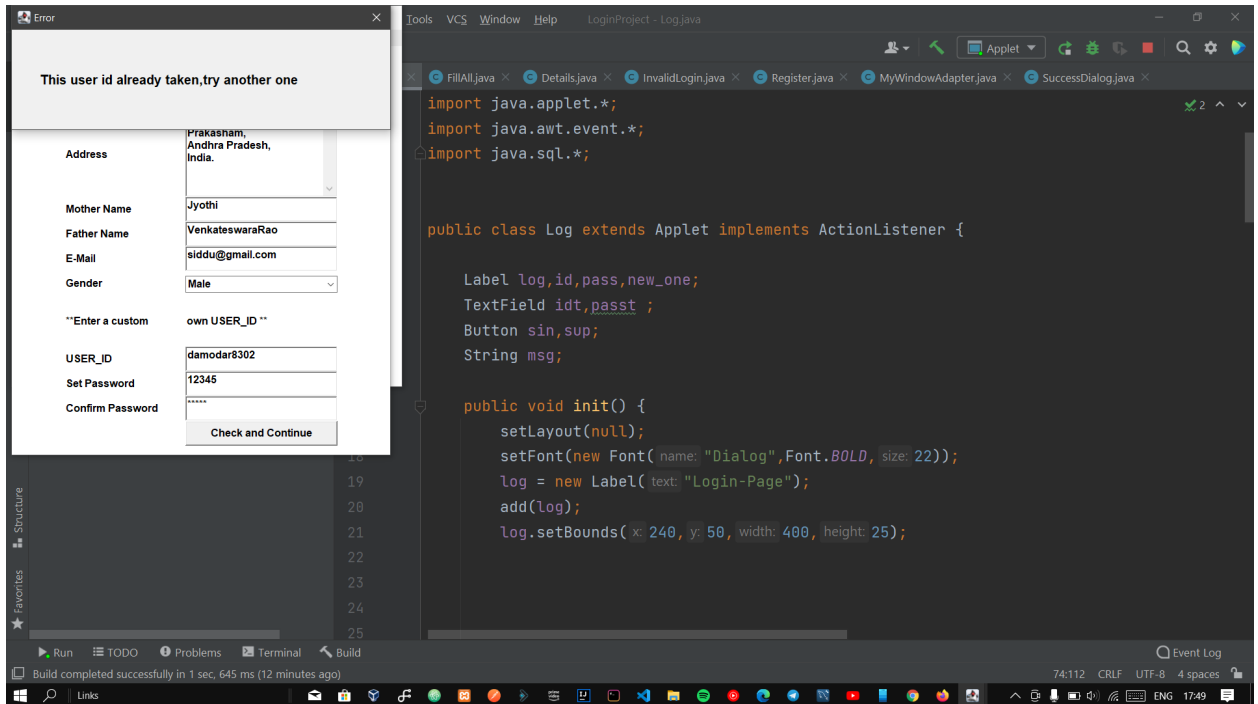 Error
Tools VCS Window Help LoginProject - Log.java
Applet
This user id already taken,try another one
FillAll.java Details.java InvalidLogin.java Register.java MyWindowAdapter.java SuccessDialog.java
2
import java.applet.*;
import java.awt.event.*;
import java.sql.*;
public class Log extends Applet implements ActionListener {
Label log,id,pass,new_one;
TextField idt,passt ;
Button sin,sup;
String msg;
public void init() {
setLayout(null);
setFont(new Font( name: "Dialog",Font.BOLD, size: 22));
19 log = new Label( text: "Login-Page");
20 add(log);
21 log.setBounds( x: 240, y: 50, width: 400, height: 25);
22
23
24
25
Prakasham,
Address Andhra Pradesh,
India.
Mother Name Jyothi
Father Name VenkateswaraRao
E-Mail siddu@gmail.com
Gender Male
**Enter a custom own USER_ID **
USER_ID damodar8302
Set Password 12345
Confirm Password *****
Check and Continue
Structure
Favorites
Run TODO Problems Terminal Build Event Log
Build completed successfully in 1 sec, 645 ms (12 minutes ago) 74:112 CRLF UTF-8 4 spaces
Links ENG 17:49